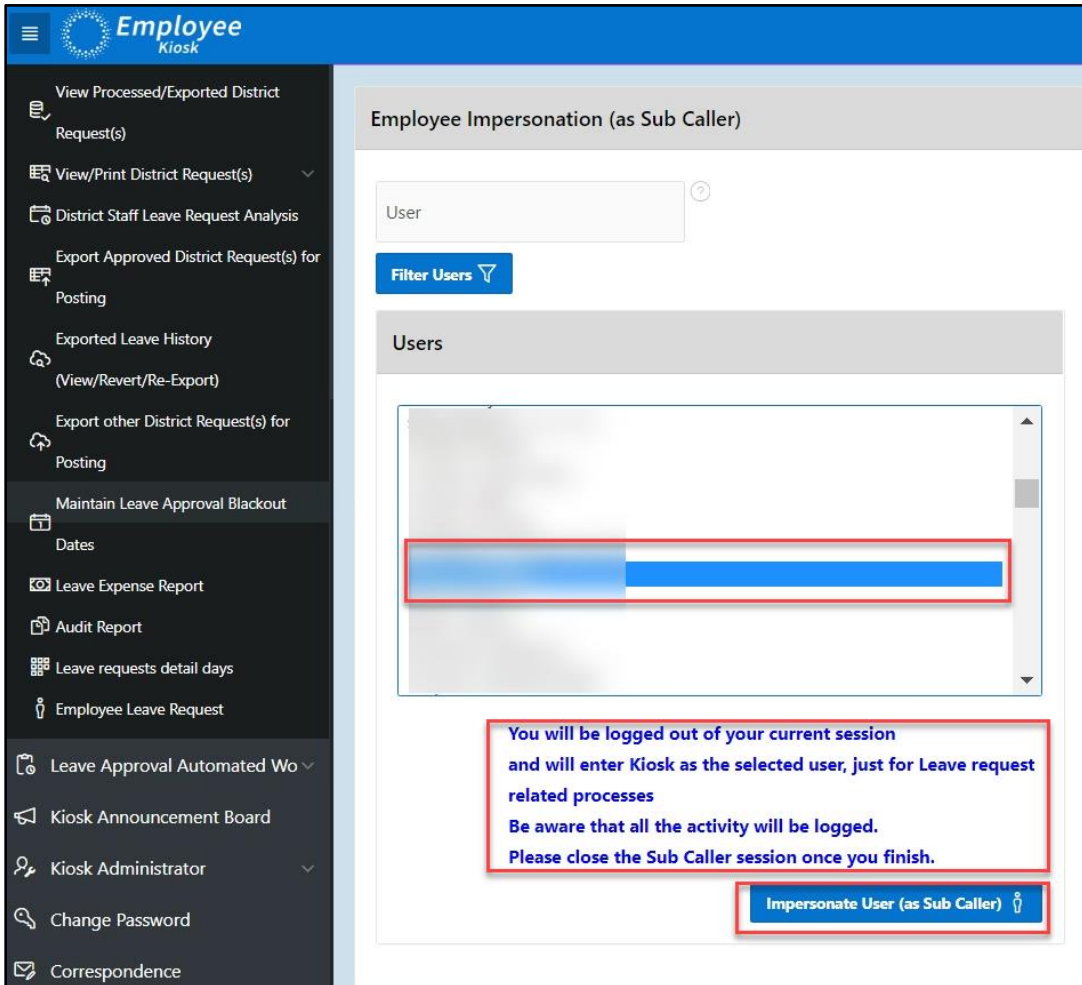 Employee
Kiosk
View Processed/Exported District
Request(s)
View/Print District Request(s)
District Staff Leave Request Analysis
Export Approved District Request(s) for
Posting
Exported Leave History
(View/Revert/Re-Export)
Export other District Request(s) for
Posting
Maintain Leave Approval Blackout
Dates
Leave Expense Report
Audit Report
Leave requests detail days
Employee Leave Request
Leave Approval Automated Wo
Kiosk Announcement Board
Kiosk Administrator
Change Password
Correspondence
Employee Impersonation (as Sub Caller)
User
?
Filter Users
Users
You will be logged out of your current session
and will enter Kiosk as the selected user, just for Leave request
related processes
Be aware that all the activity will be logged.
Please close the Sub Caller session once you finish.
Impersonate User (as Sub Caller)